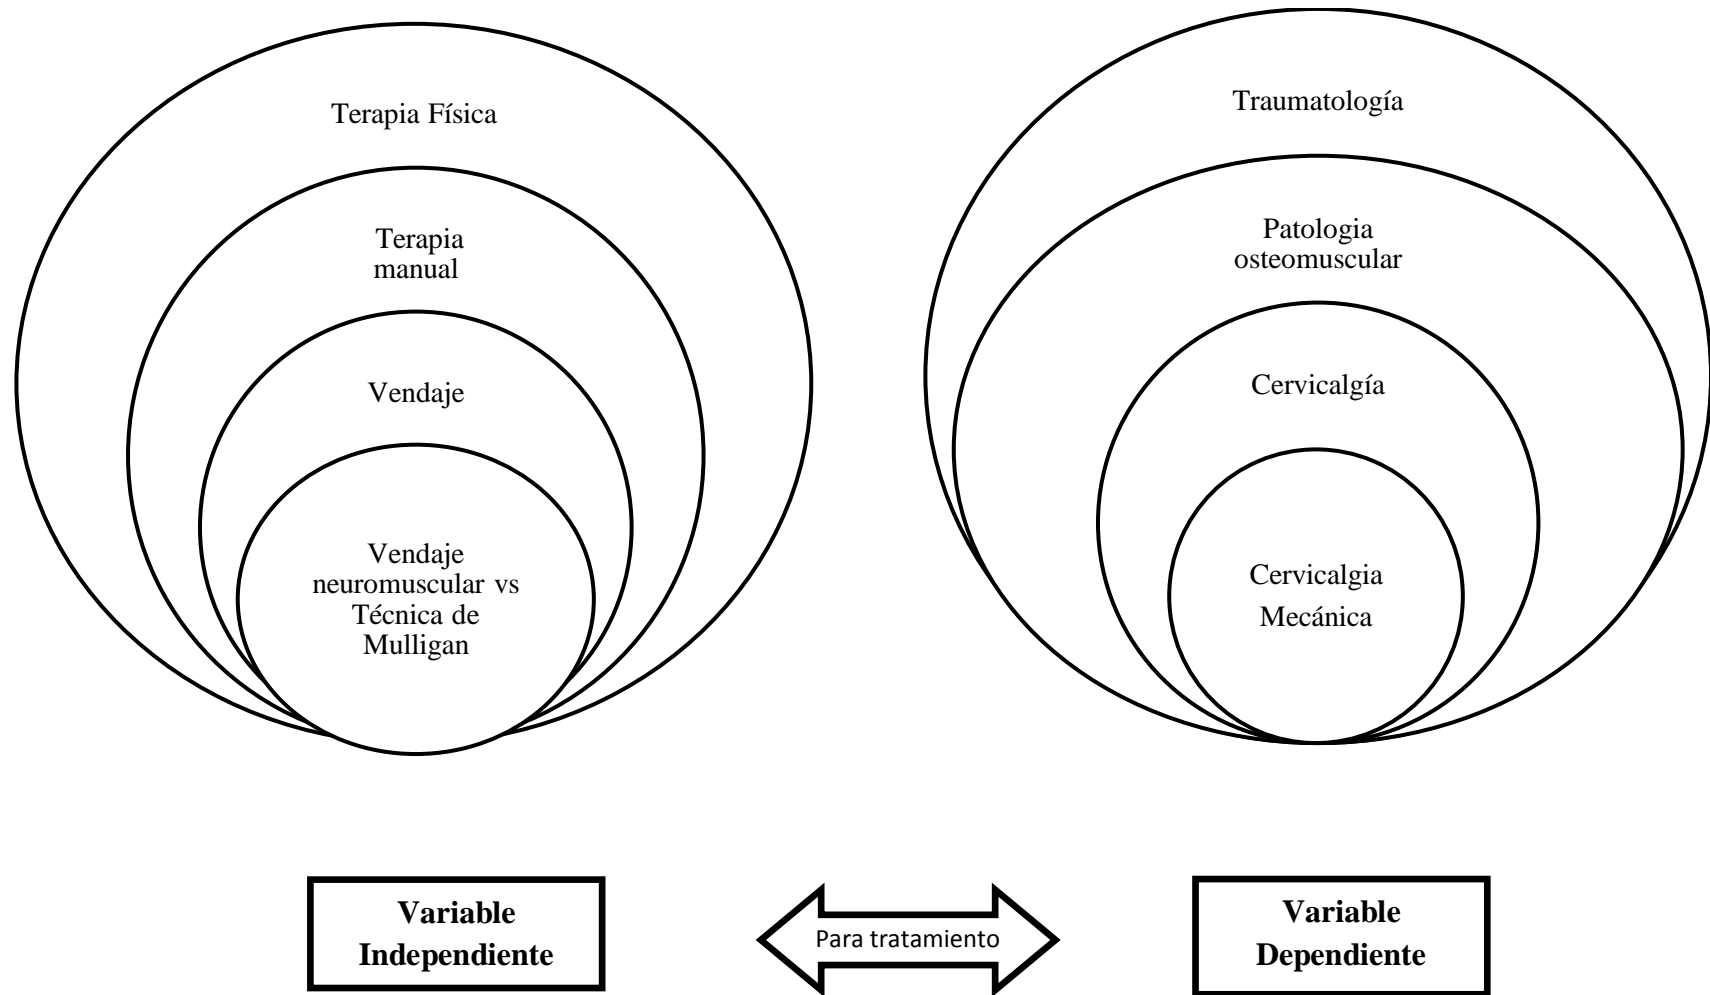 Terapia Física
Terapia
manual
Vendaje
Vendaje
neuromuscular vs
Técnica de
Mulligan
Traumatología
Patologia
osteomuscular
Cervicalgía
Cervicalgia
Mecánica
Variable
Independiente
Para tratamiento
Variable
Dependiente